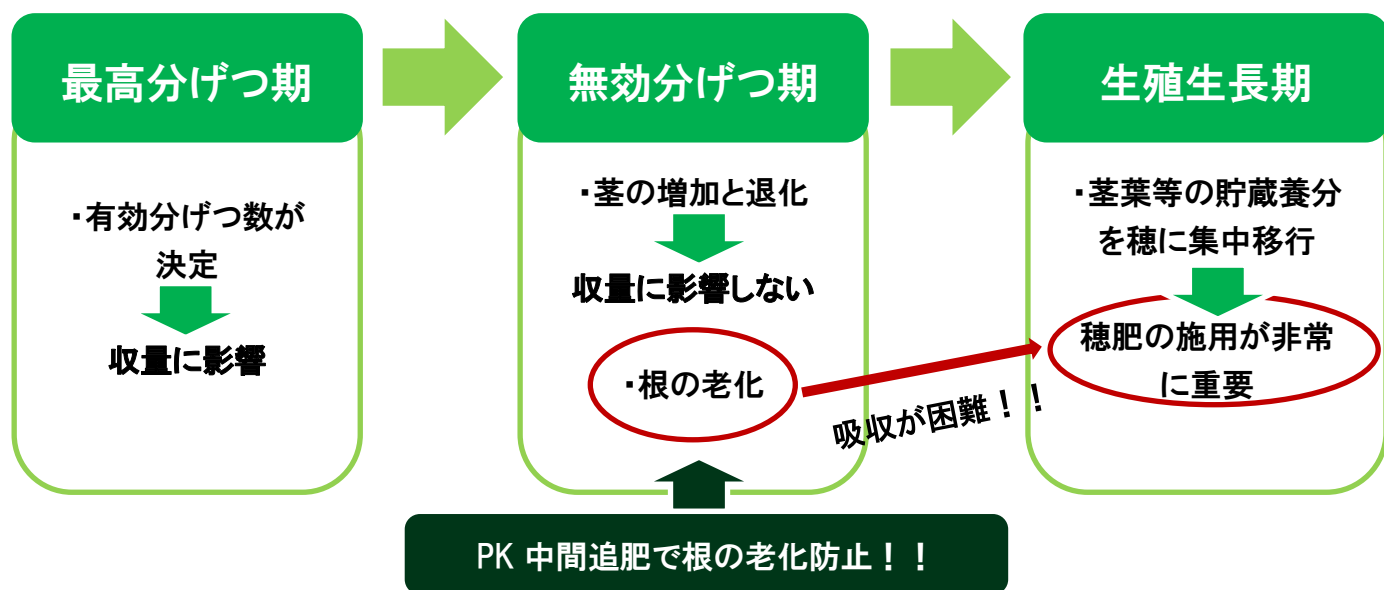 最高分げつ期
・有効分げつ数が
決定
収量に影響
無効分げつ期
・茎の増加と退化
収量に影響しない
・根の老化
吸収が困難！！
生殖生長期
・茎葉等の貯蔵養分
を穂に集中移行
穂肥の施用が非常
に重要
PK 中間追肥で根の老化防止！！